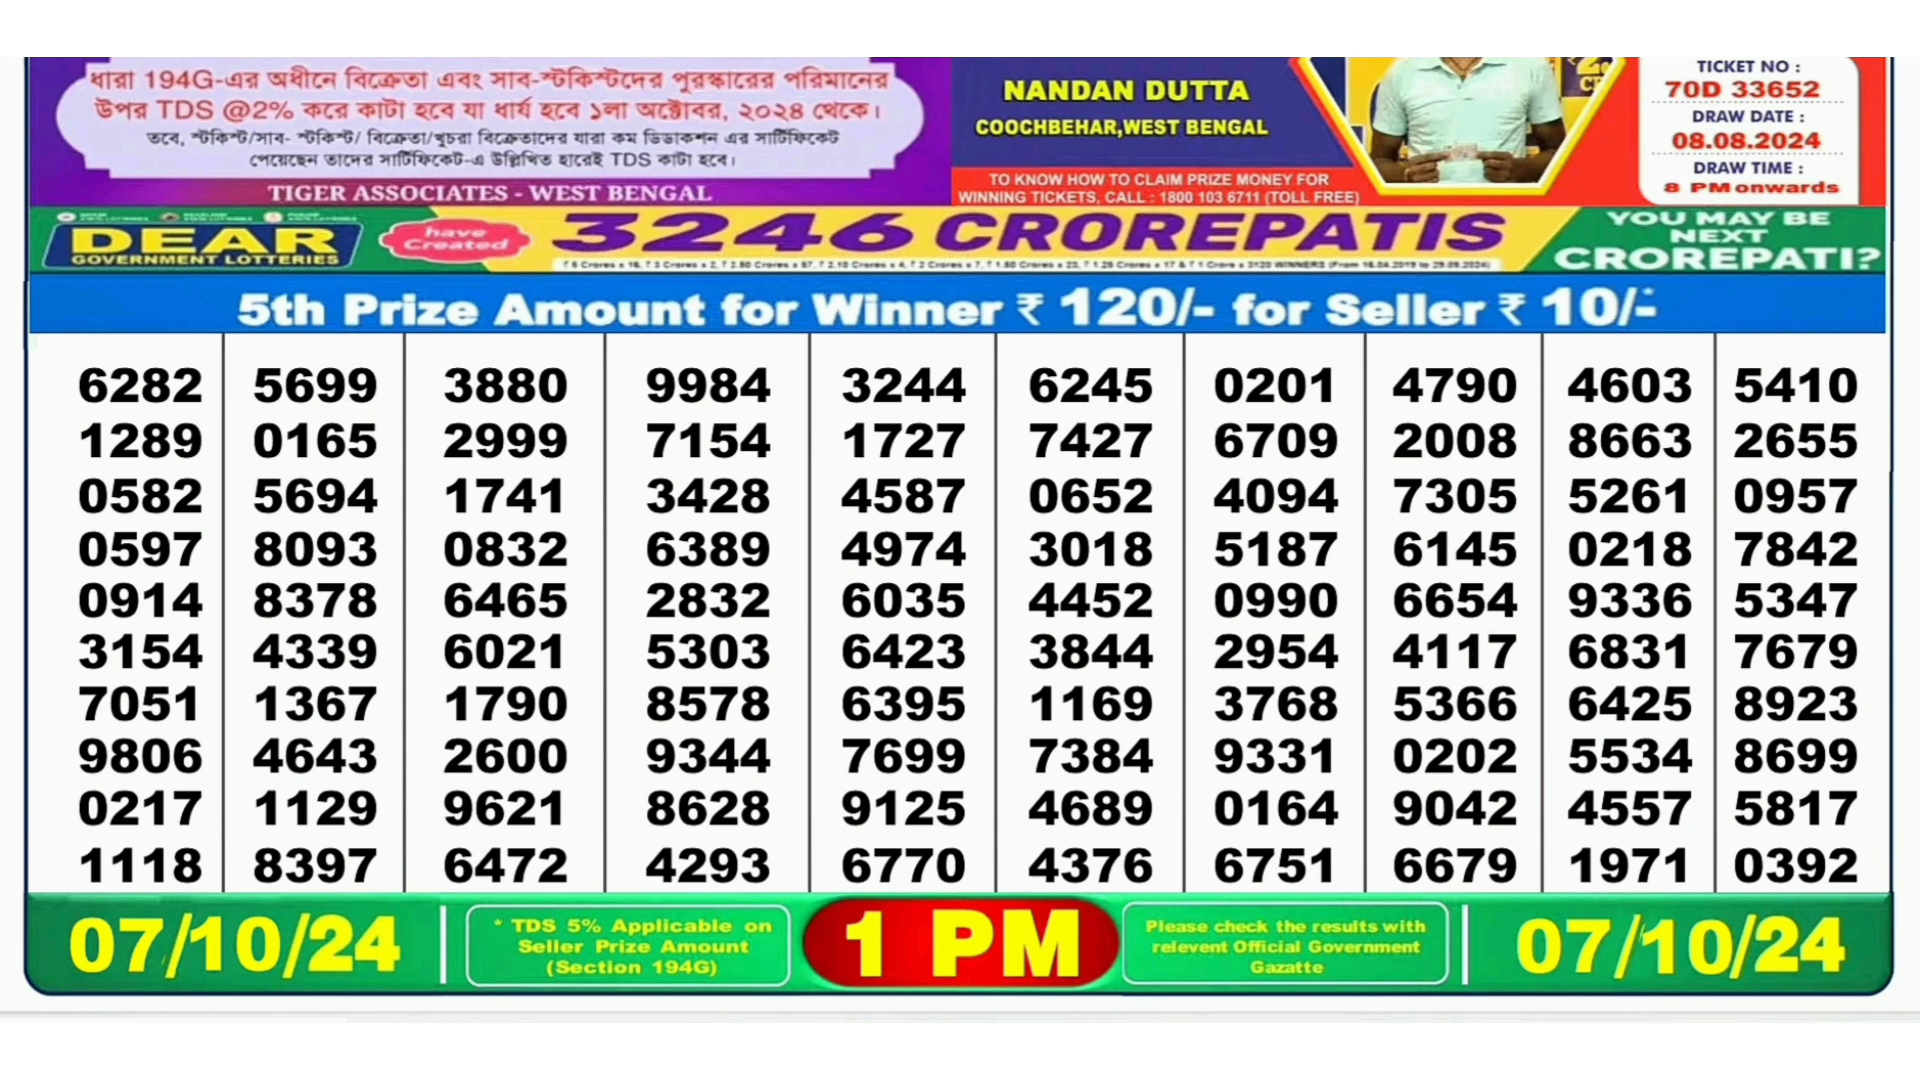 ধারা 194G-এর অধীনে বিক্রেতা এবং সাব-স্টকিস্টদের পুরস্কারের পরিমানের
উপর TDS @2% করে কাটা হবে যা ধার্য হবে ১লা অক্টোবর, ২০২৪ থেকে।
তবে, স্টকিস্ট/সাব- স্টকিস্ট/ বিক্রেতা/খুচরা বিক্রেতাদের যারা কম ডিডাকশন এর সার্টিফিকেট
পেয়েছেন তাদের সার্টিফিকেট-এ উল্লিখিত হারেই TDS কাটা হবে।
TIGER ASSOCIATES - WEST BENGAL
NANDAN DUTTA
COOCHBEHAR,WEST BENGAL
TO KNOW HOW TO CLAIM PRIZE MONEY FOR
WINNING TICKETS, CALL : 1800 103 6711 (TOLL FREE)
TICKET NO :
70D 33652
DRAW DATE :
08.08.2024
DRAW TIME :
8 PM onwards
DEAR
GOVERNMENT LOTTERIES
have
Created
3246 CROREPATIS
YOU MAY BE
NEXT
CROREPATI?
5th Prize Amount for Winner ₹ 120/- for Seller ₹ 10/-*
6282 5699 3880 9984 3244 6245 0201 4790 4603 5410
1289 0165 2999 7154 1727 7427 6709 2008 8663 2655
0582 5694 1741 3428 4587 0652 4094 7305 5261 0957
0597 8093 0832 6389 4974 3018 5187 6145 0218 7842
0914 8378 6465 2832 6035 4452 0990 6654 9336 5347
3154 4339 6021 5303 6423 3844 2954 4117 6831 7679
7051 1367 1790 8578 6395 1169 3768 5366 6425 8923
9806 4643 2600 9344 7699 7384 9331 0202 5534 8699
0217 1129 9621 8628 9125 4689 0164 9042 4557 5817
1118 8397 6472 4293 6770 4376 6751 6679 1971 0392
07/10/24
* TDS 5% Applicable on
Seller Prize Amount
(Section 194G)
1 PM
Please check the results with
relevent Official Government
Gazatte
07/10/24